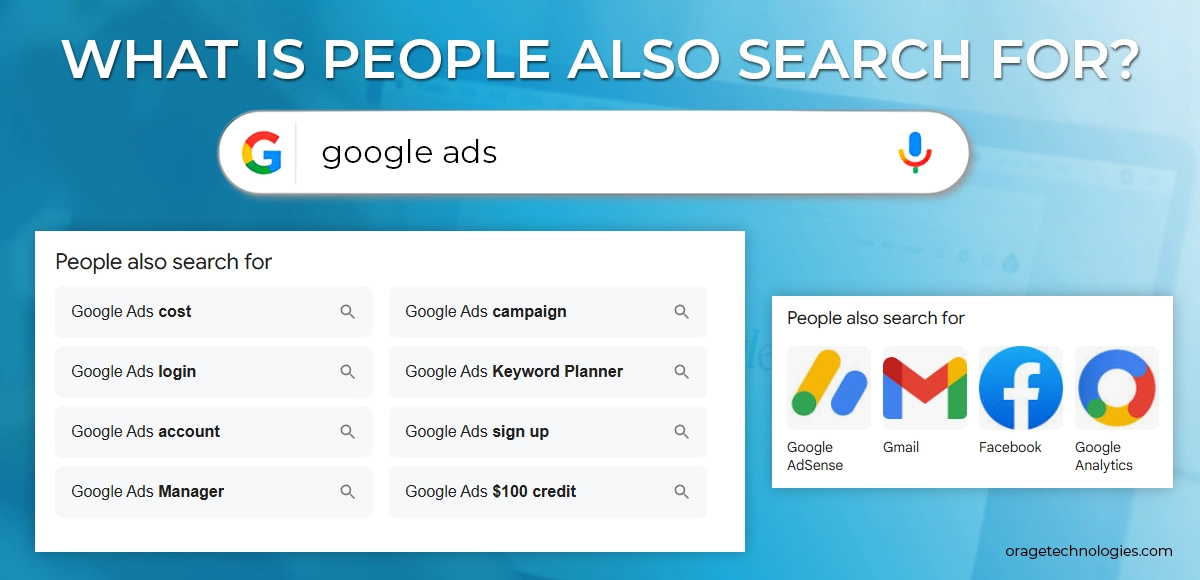 WHAT IS PEOPLE ALSO SEARCH FOR?
google ads
People also search for
Google Ads cost
Google Ads campaign
Google Ads login
Google Ads Keyword Planner
Google Ads account
Google Ads sign up
Google Ads Manager
Google Ads $100 credit
People also search for
Google AdSense
Gmail
Facebook
Google Analytics
oragetechnologies.com